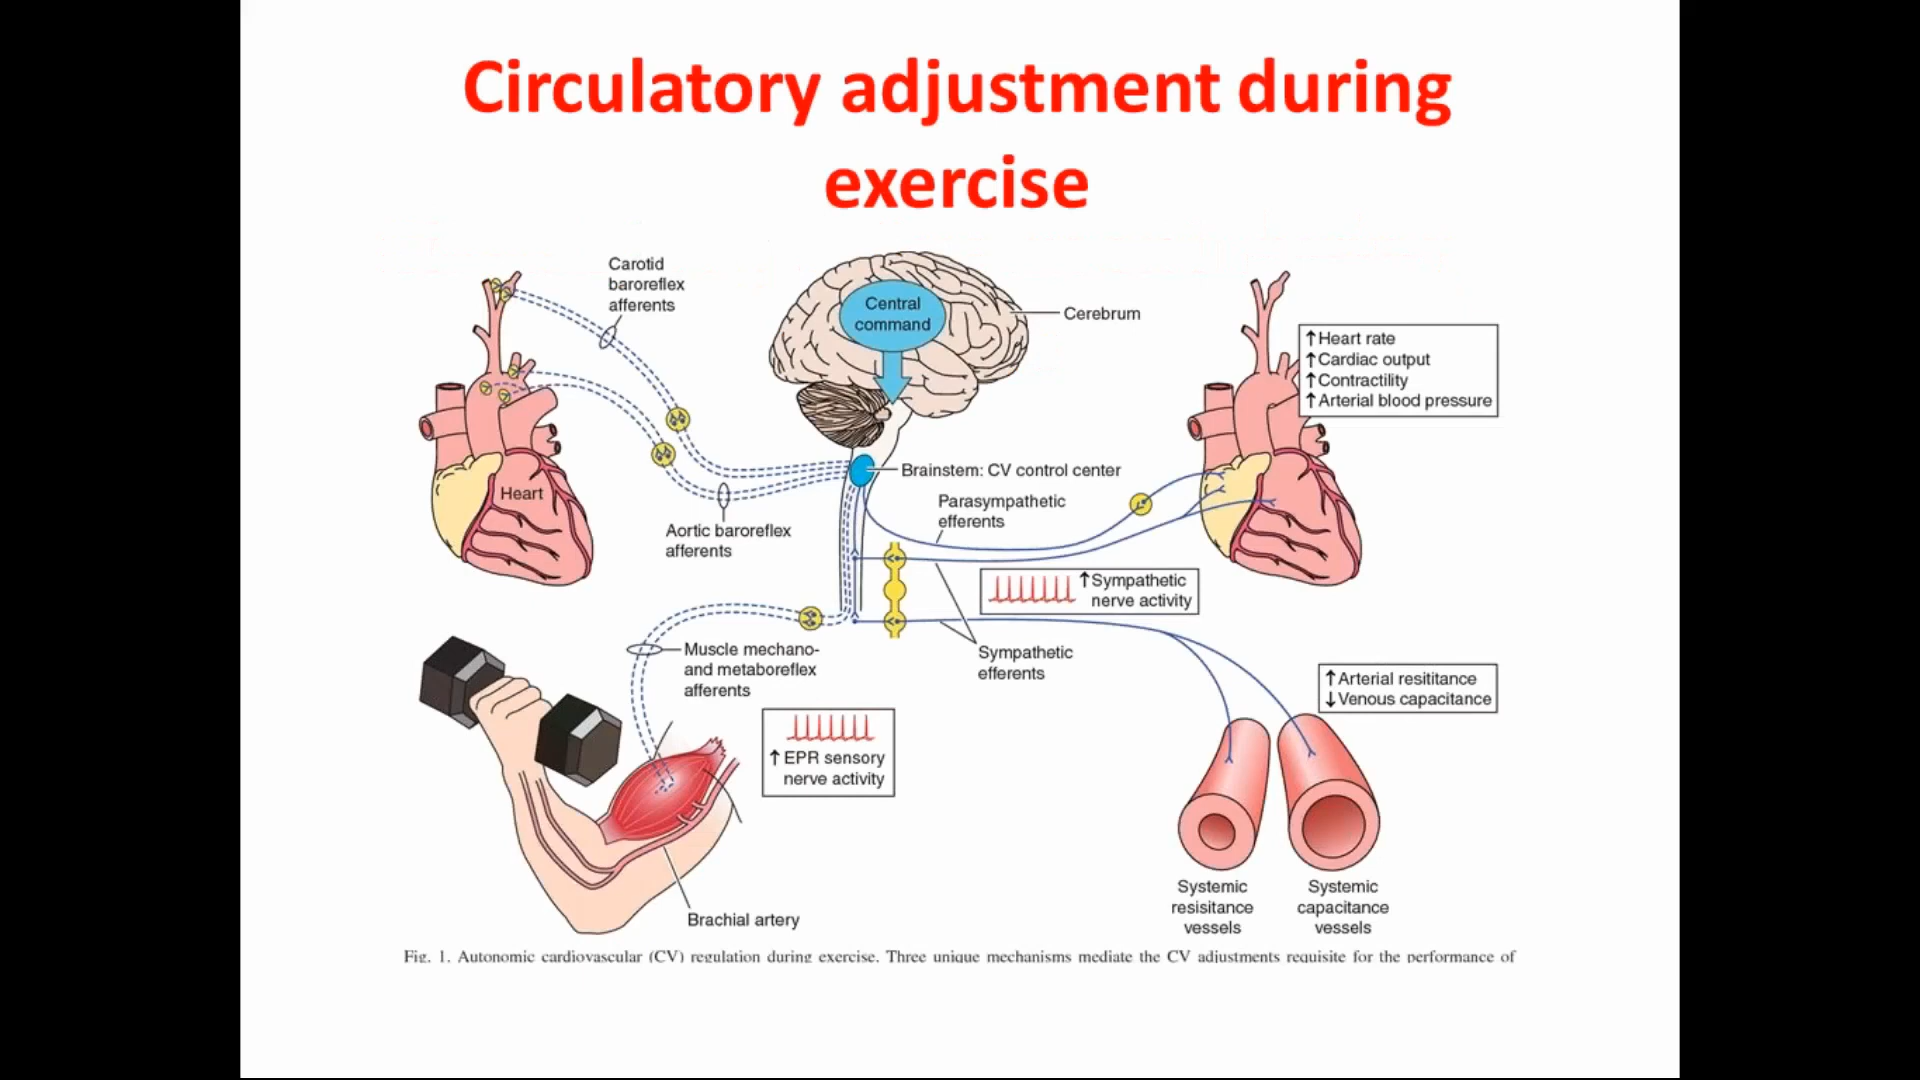 Circulatory adjustment during
exercise
Carotid
baroreflex
afferents
Central
command
Cerebrum
↑Heart rate
↑Cardiac output
↑Contractility
↑Arterial blood pressure
Heart
Brainstem: CV control center
Parasympathetic
efferents
Aortic baroreflex
afferents
↑Sympathetic
nerve activity
Muscle mechano-
and metaboreflex
afferents
Sympathetic
efferents
↑Arterial resititance
↓Venous capacitance
↑EPR sensory
nerve activity
Brachial artery
Systemic
resisitance
vessels
Systemic
capacitance
vessels
Fig. 1. Autonomic cardiovascular (CV) regulation during exercise. Three unique mechanisms mediate the CV adjustments requisite for the performance of